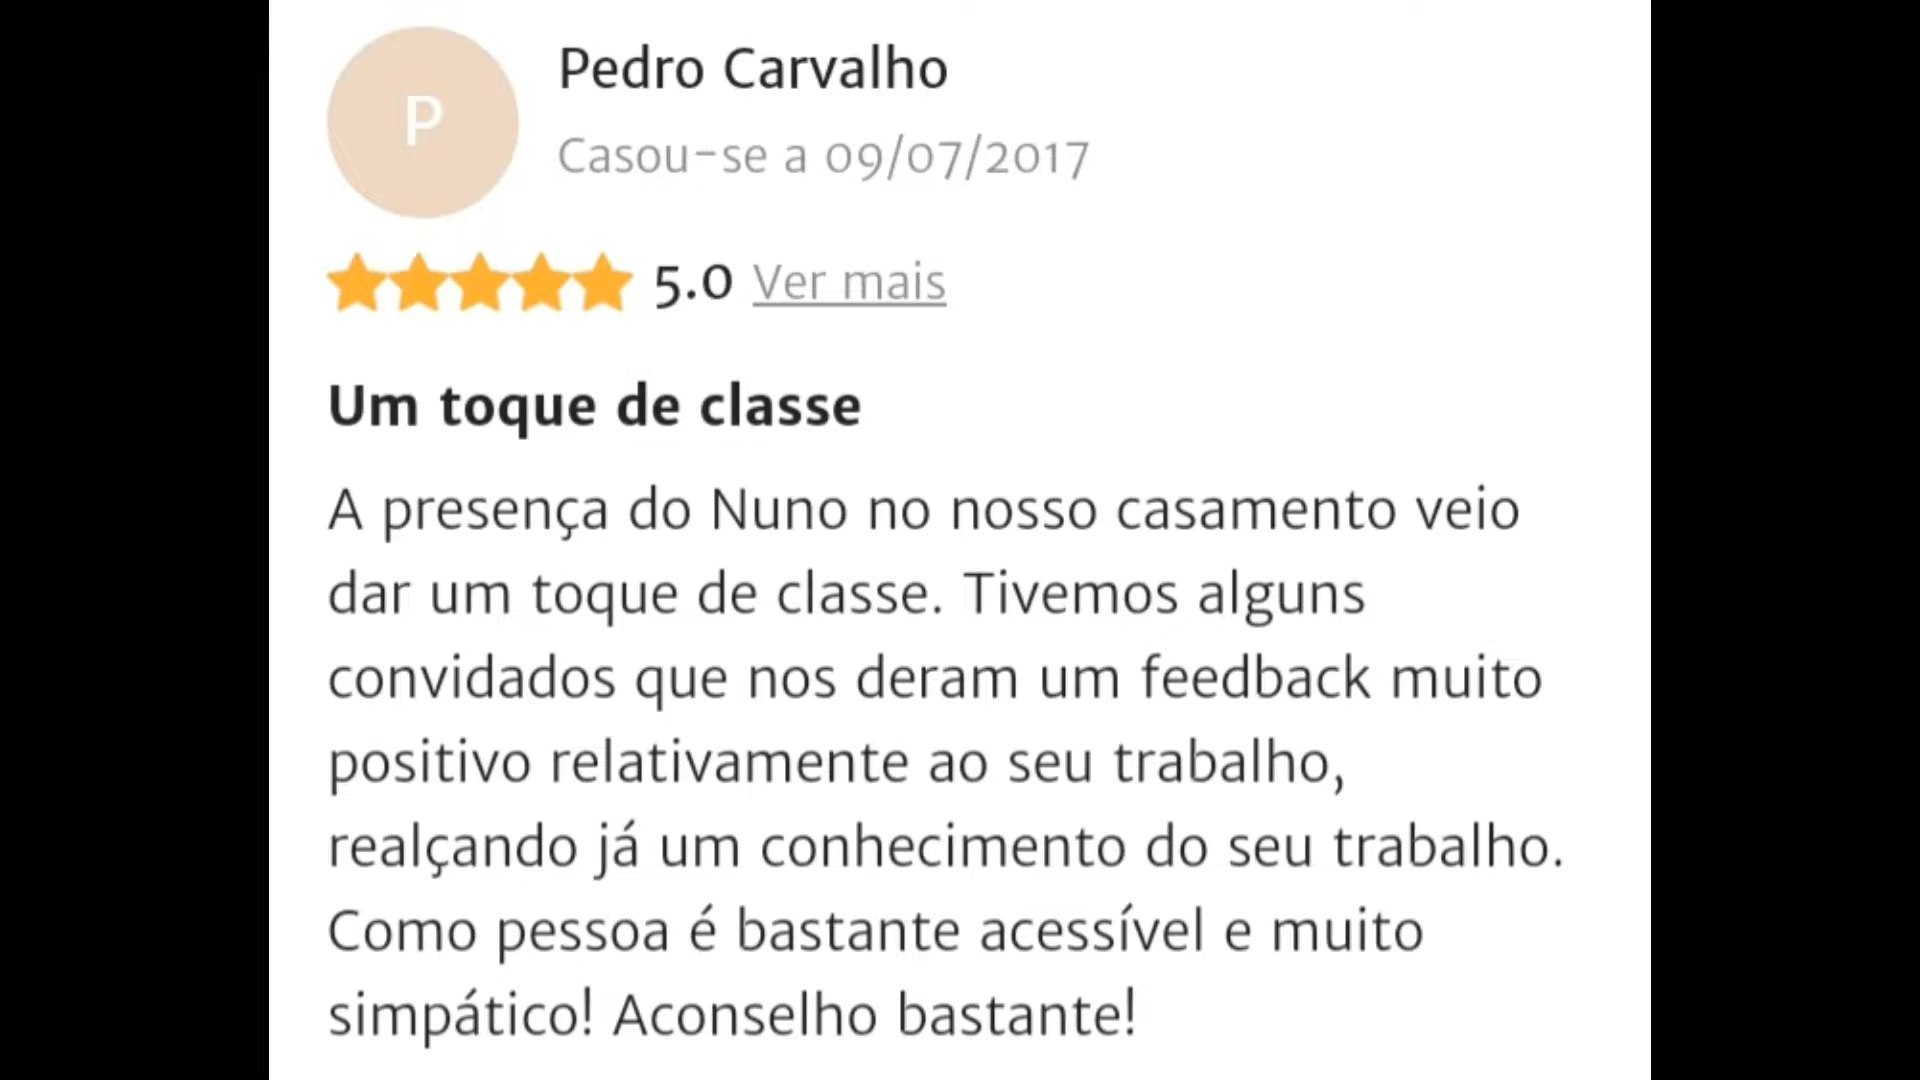 P
Pedro Carvalho
Casou-se a 09/07/2017
5.0 Ver mais
Um toque de classe
A presença do Nuno no nosso casamento veio
dar um toque de classe. Tivemos alguns
convidados que nos deram um feedback muito
positivo relativamente ao seu trabalho,
realçando já um conhecimento do seu trabalho.
Como pessoa é bastante acessível e muito
simpático! Aconselho bastante!